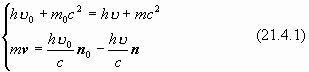 hυ₀ + m₀c² = hυ + mc²
mv = hυ₀/c n₀ − hυ/c n (21.4.1)